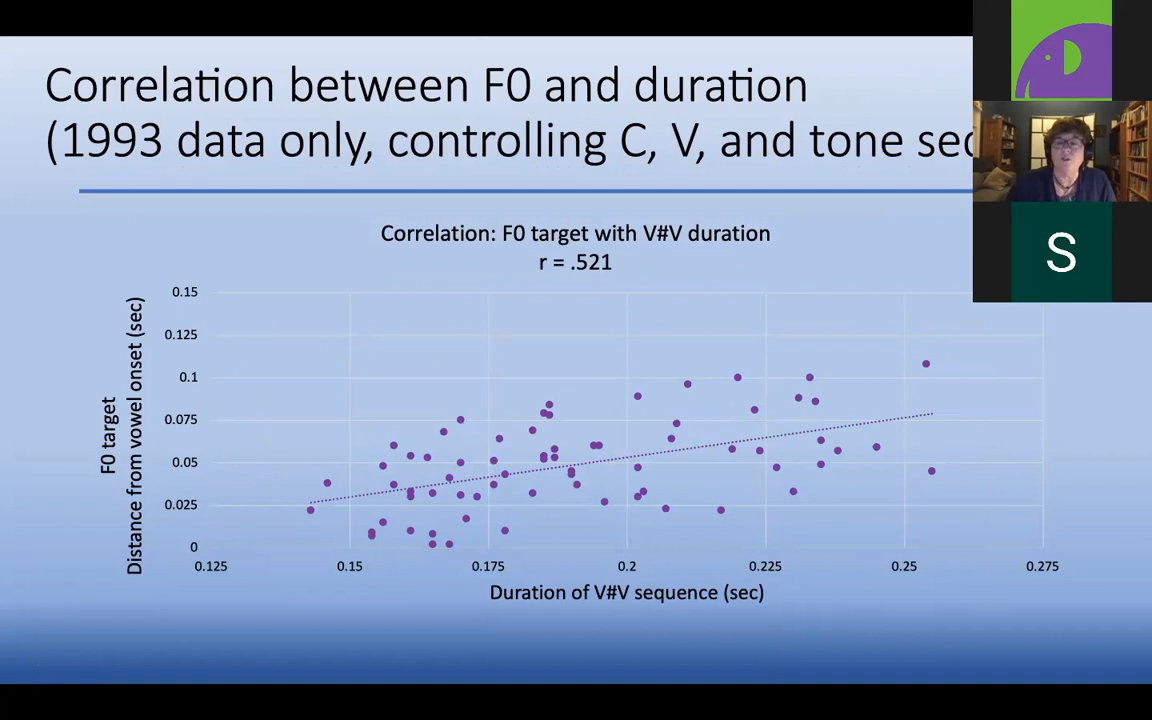 Correlation between F0 and duration
(1993 data only, controlling C, V, and tone sec
Correlation: F0 target with V#V duration
r = .521
S
F0 target
Distance from vowel onset (sec)
0.15
0.125
0.1
0.075
0.05
0.025
0
0.125 0.15 0.175 0.2 0.225 0.25 0.275
Duration of V#V sequence (sec)